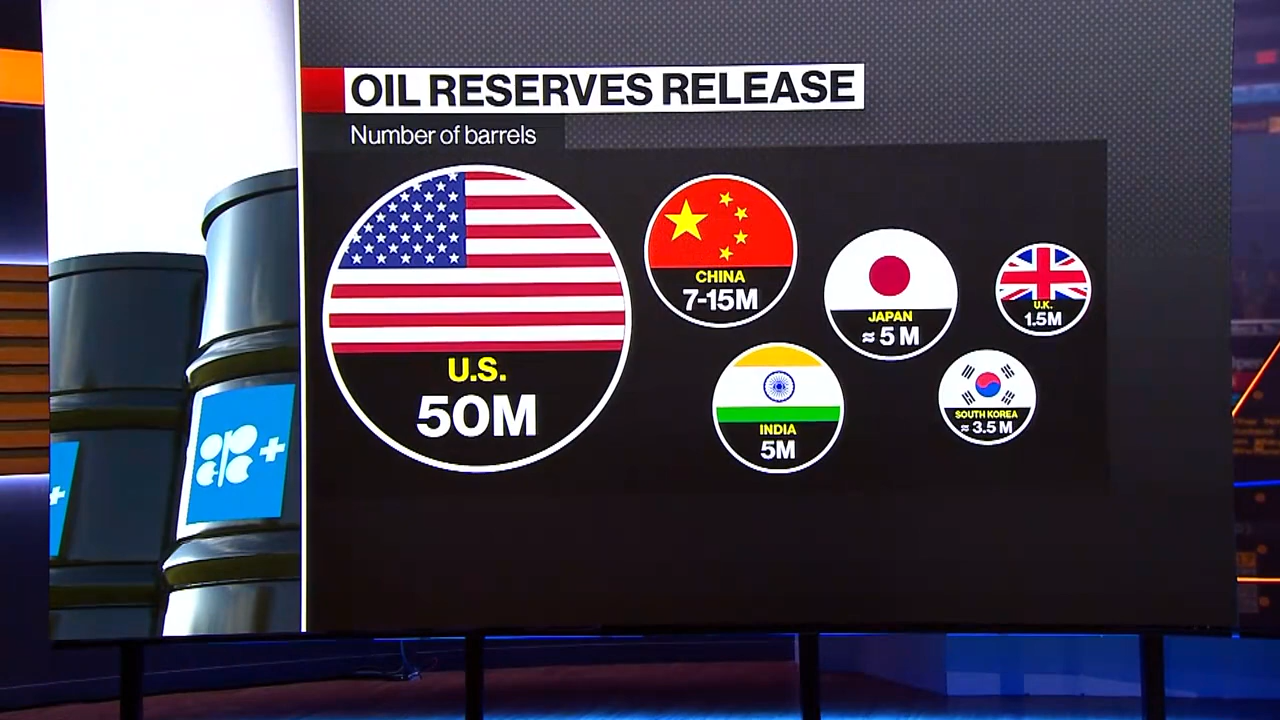 OIL RESERVES RELEASE
Number of barrels
U.S.
50M
CHINA
7-15M
JAPAN
≈ 5 M
U.K.
1.5M
INDIA
5M
SOUTH KOREA
≈ 3.5 M